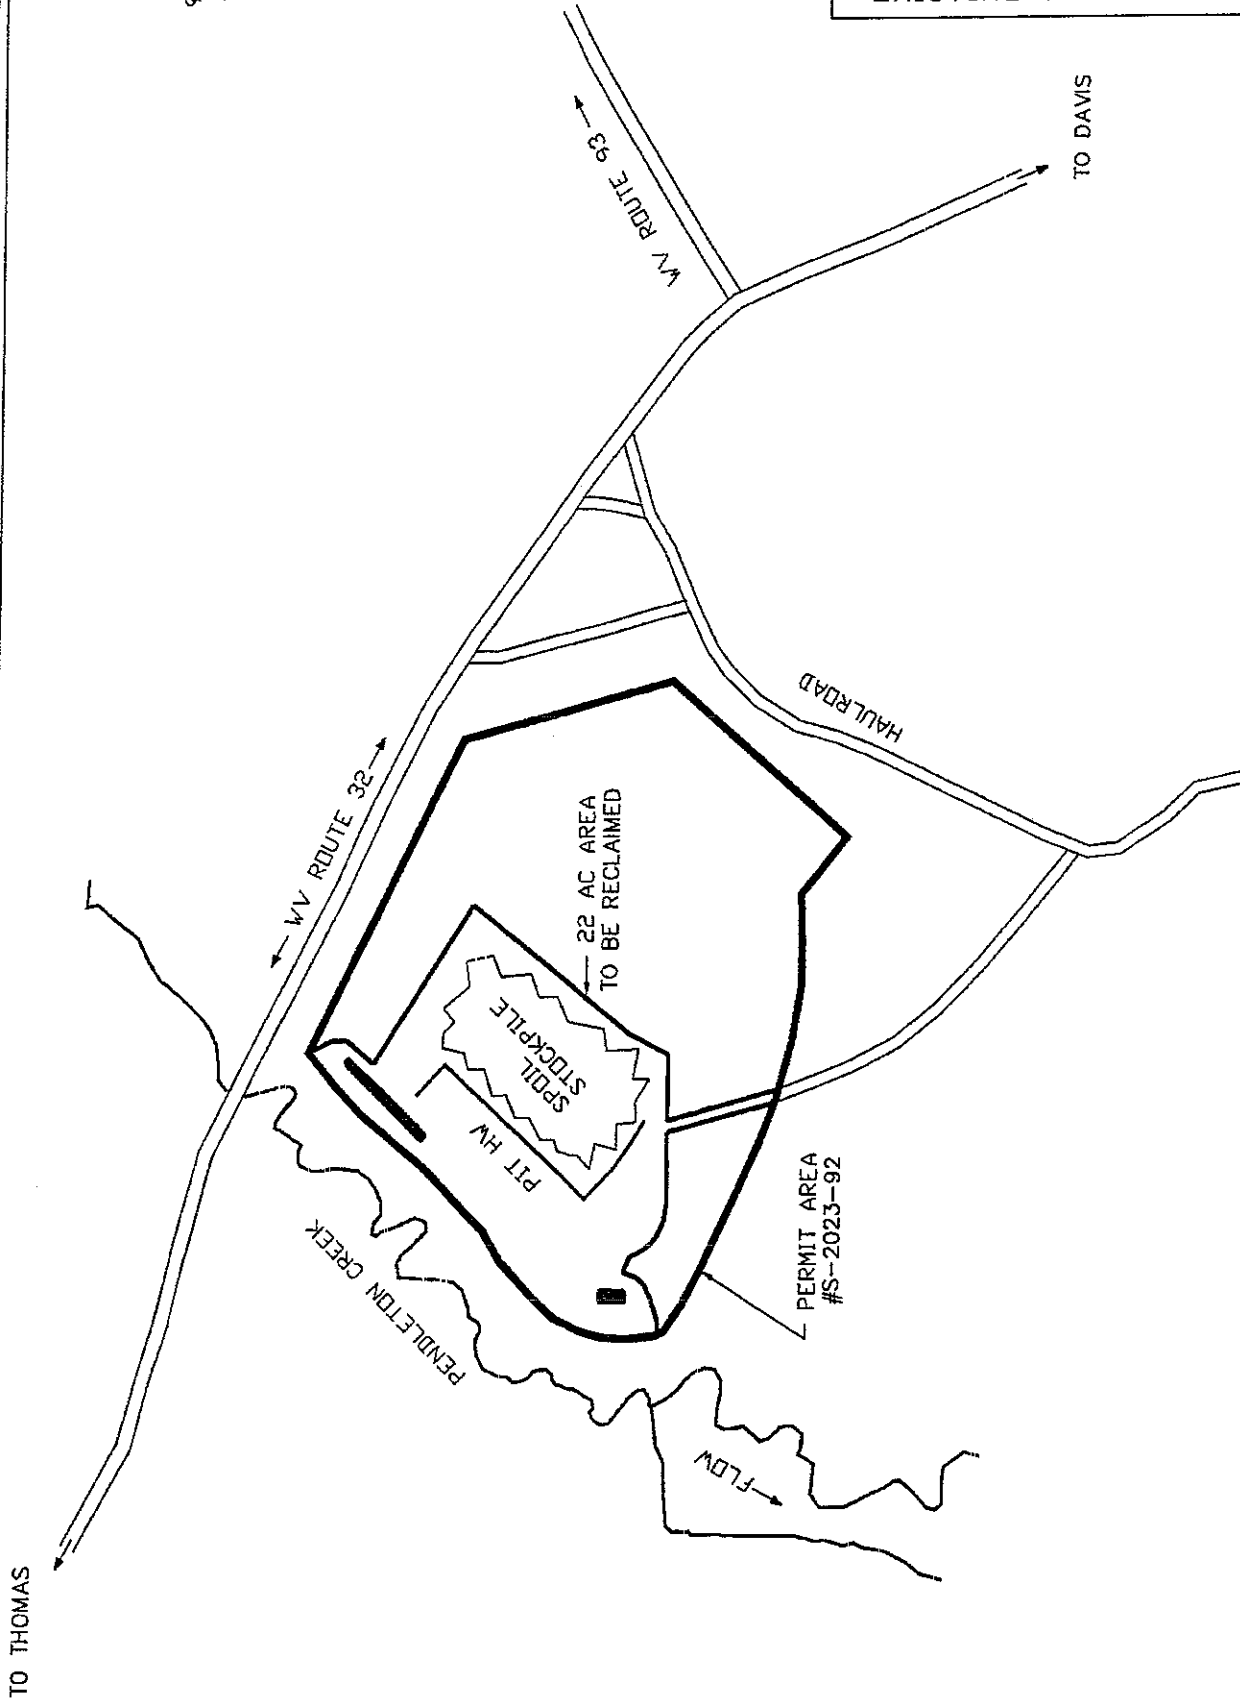 TO THOMAS
WV ROUTE 32
WV ROUTE 93
TO DAVIS
HAULROAD
22 AC AREA
TO BE RECLAIMED
SPOIL
STOCKPILE
PIT HW
PENDLETON CREEK
PERMIT AREA
#S-2023-92
FLOW